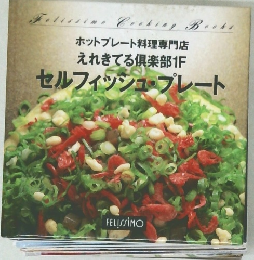 Felissimo Cooking Books
ホットプレート料理専門店
えれきてる倶楽部1F
セルフィッシュ・プレート
FELISSIMO